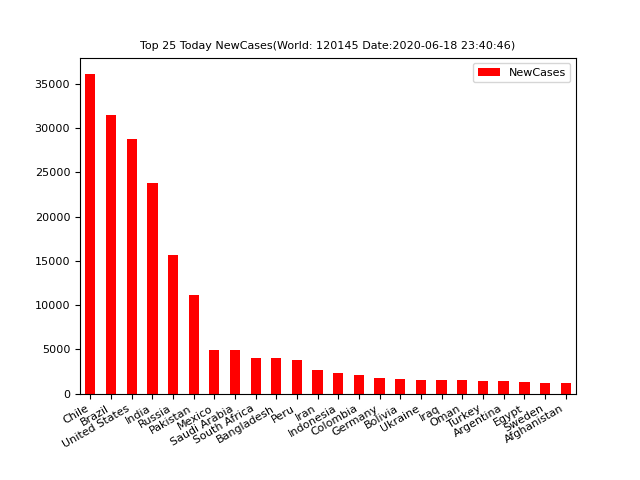 Top 25 Today NewCases(World: 120145 Date:2020-06-18 23:40:46)
NewCases
35000
30000
25000
20000
15000
10000
5000
0
Chile
Brazil
United States
India
Russia
Pakistan
Mexico
Saudi Arabia
South Africa
Bangladesh
Peru
Iran
Indonesia
Colombia
Germany
Bolivia
Ukraine
Iraq
Oman
Turkey
Argentina
Egypt
Sweden
Afghanistan